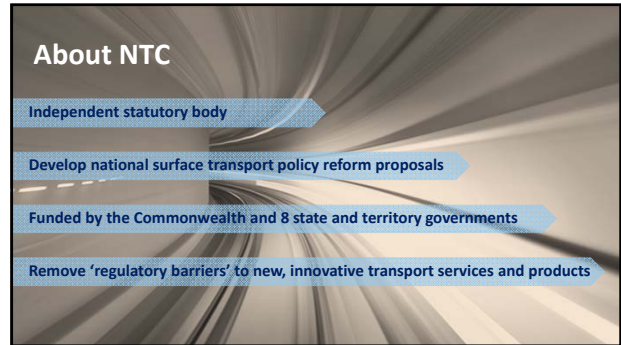 About NTC
Independent statutory body
Develop national surface transport policy reform proposals
Funded by the Commonwealth and 8 state and territory governments
Remove ‘regulatory barriers’ to new, innovative transport services and products